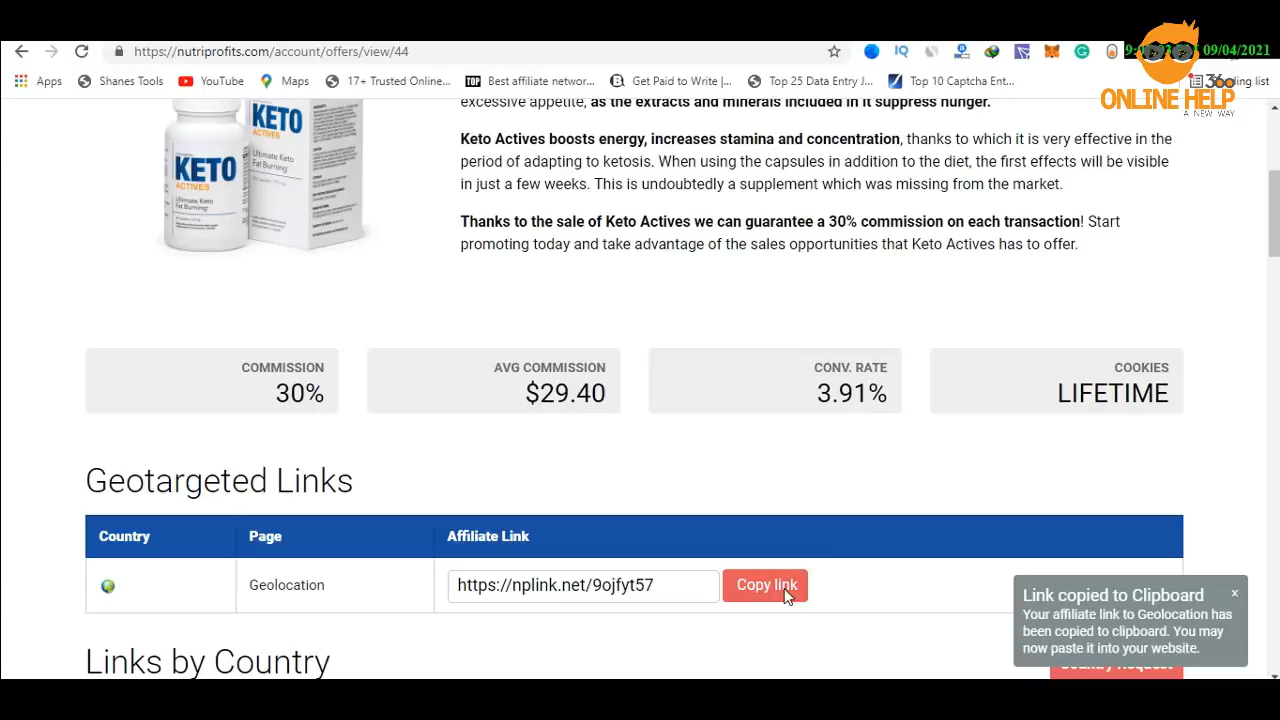 https://nutriprofits.com/account/offers/view/44
09/04/2021
Apps Shanes Tools YouTube Maps 17+ Trusted Online... Best affiliate networ... Get Paid to Write |... Top 25 Data Entry J... Top 10 Captcha Ent...
360
ONLINE HELP
A NEW WAY
excessive appetite, as the extracts and minerals included in it suppress hunger.
Keto Actives boosts energy, increases stamina and concentration, thanks to which it is very effective in the
period of adapting to ketosis. When using the capsules in addition to the diet, the first effects will be visible
in just a few weeks. This is undoubtedly a supplement which was missing from the market.
Thanks to the sale of Keto Actives we can guarantee a 30% commission on each transaction! Start
promoting today and take advantage of the sales opportunities that Keto Actives has to offer.
KETO
ACTIVES
Ultimate Keto
Fat Burning
KETO
ACTIVES
Ultimate Keto
Fat Burning
COMMISSION
30%
AVG COMMISSION
$29.40
CONV. RATE
3.91%
COOKIES
LIFETIME
Geotargeted Links
Country Page Affiliate Link
Geolocation https://nplink.net/9ojfyt57 Copy link
Link copied to Clipboard ×
Your affiliate link to Geolocation has
been copied to clipboard. You may
now paste it into your website.
Links by Country
Country Request